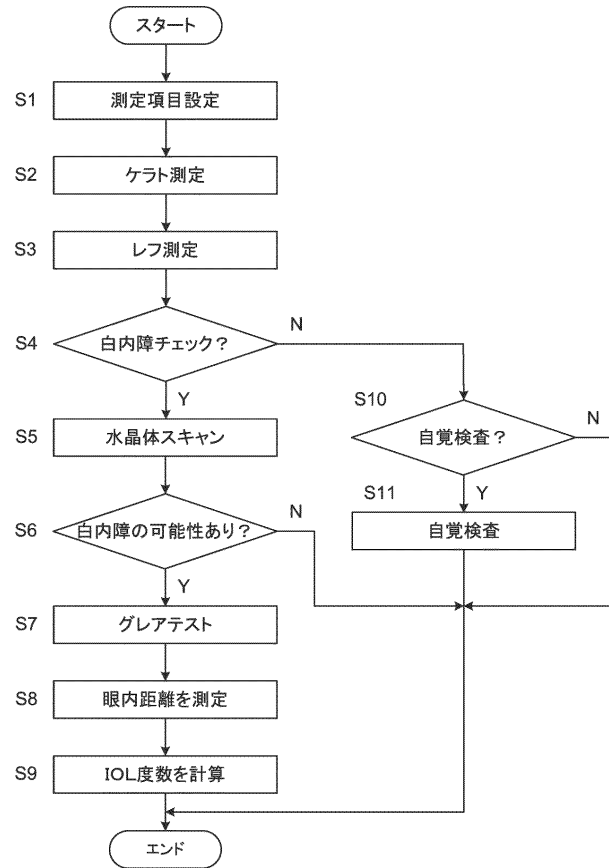 スタート
S1
測定項目設定
S2
ケラト測定
S3
レフ測定
S4
白内障チェック？
N
Y
S10
自覚検査？
N
S5
水晶体スキャン
Y
S11
自覚検査
S6
白内障の可能性あり？
N
Y
S7
グレアテスト
S8
眼内距離を測定
S9
IOL度数を計算
エンド